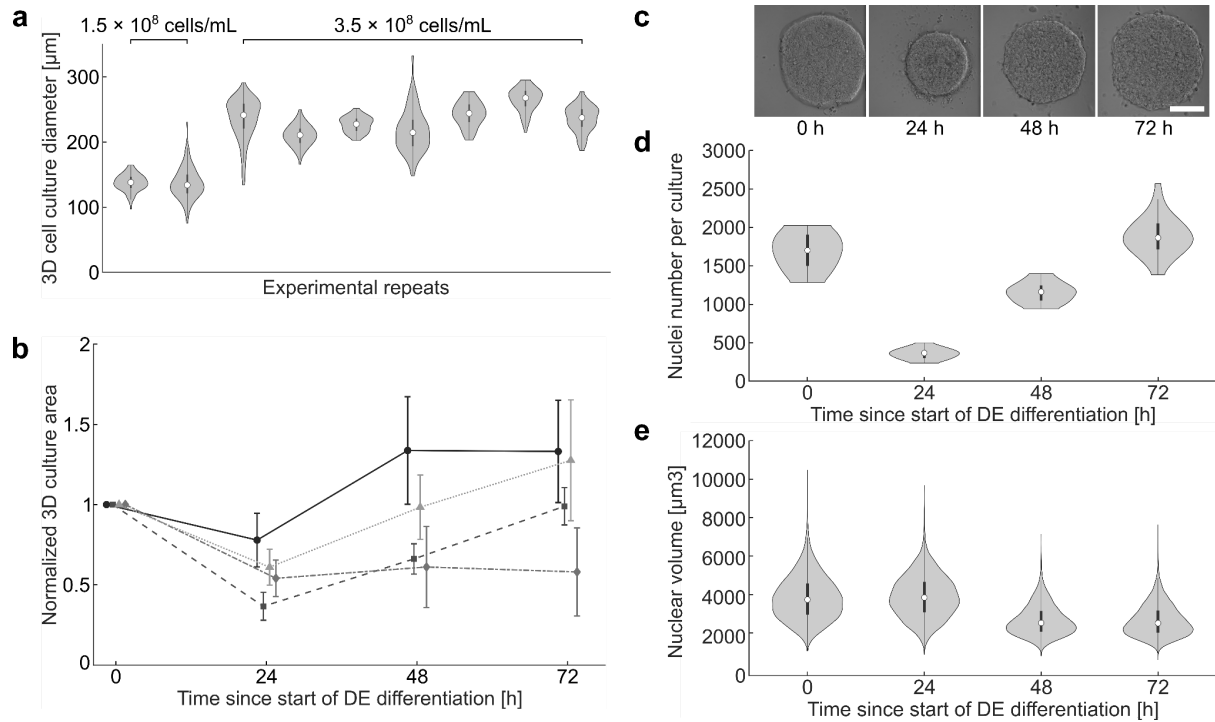 a
1.5 × 10⁸ cells/mL
3.5 × 10⁸ cells/mL
3D cell culture diameter [µm]
300
200
100
0
Experimental repeats
b
Normalized 3D culture area
2
1.5
1
0.5
0
0 24 48 72
Time since start of DE differentiation [h]
c
0 h 24 h 48 h 72 h
d
Nuclei number per culture
3000
2500
2000
1500
1000
500
0
0 24 48 72
Time since start of DE differentiation [h]
e
Nuclear volume [µm3]
12000
10000
8000
6000
4000
2000
0
0 24 48 72
Time since start of DE differentiation [h]